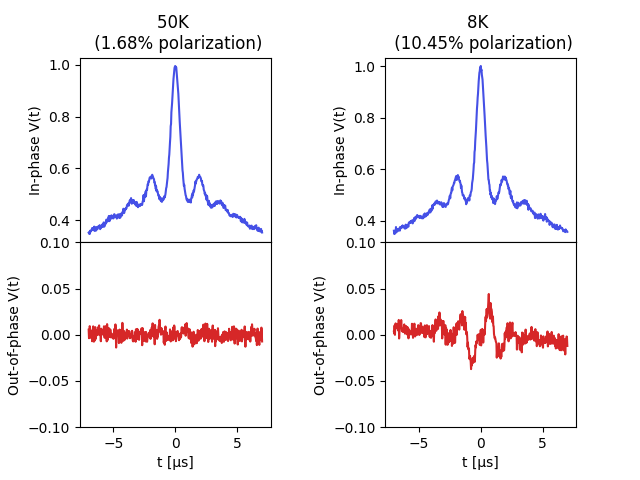 50K
(1.68% polarization)
8K
(10.45% polarization)
In-phase V(t)
1.0
0.8
0.6
0.4
In-phase V(t)
1.0
0.8
0.6
0.4
Out-of-phase V(t)
0.10
0.05
0.00
−0.05
−0.10
−5
0
5
t [µs]
Out-of-phase V(t)
0.10
0.05
0.00
−0.05
−0.10
−5
0
5
t [µs]